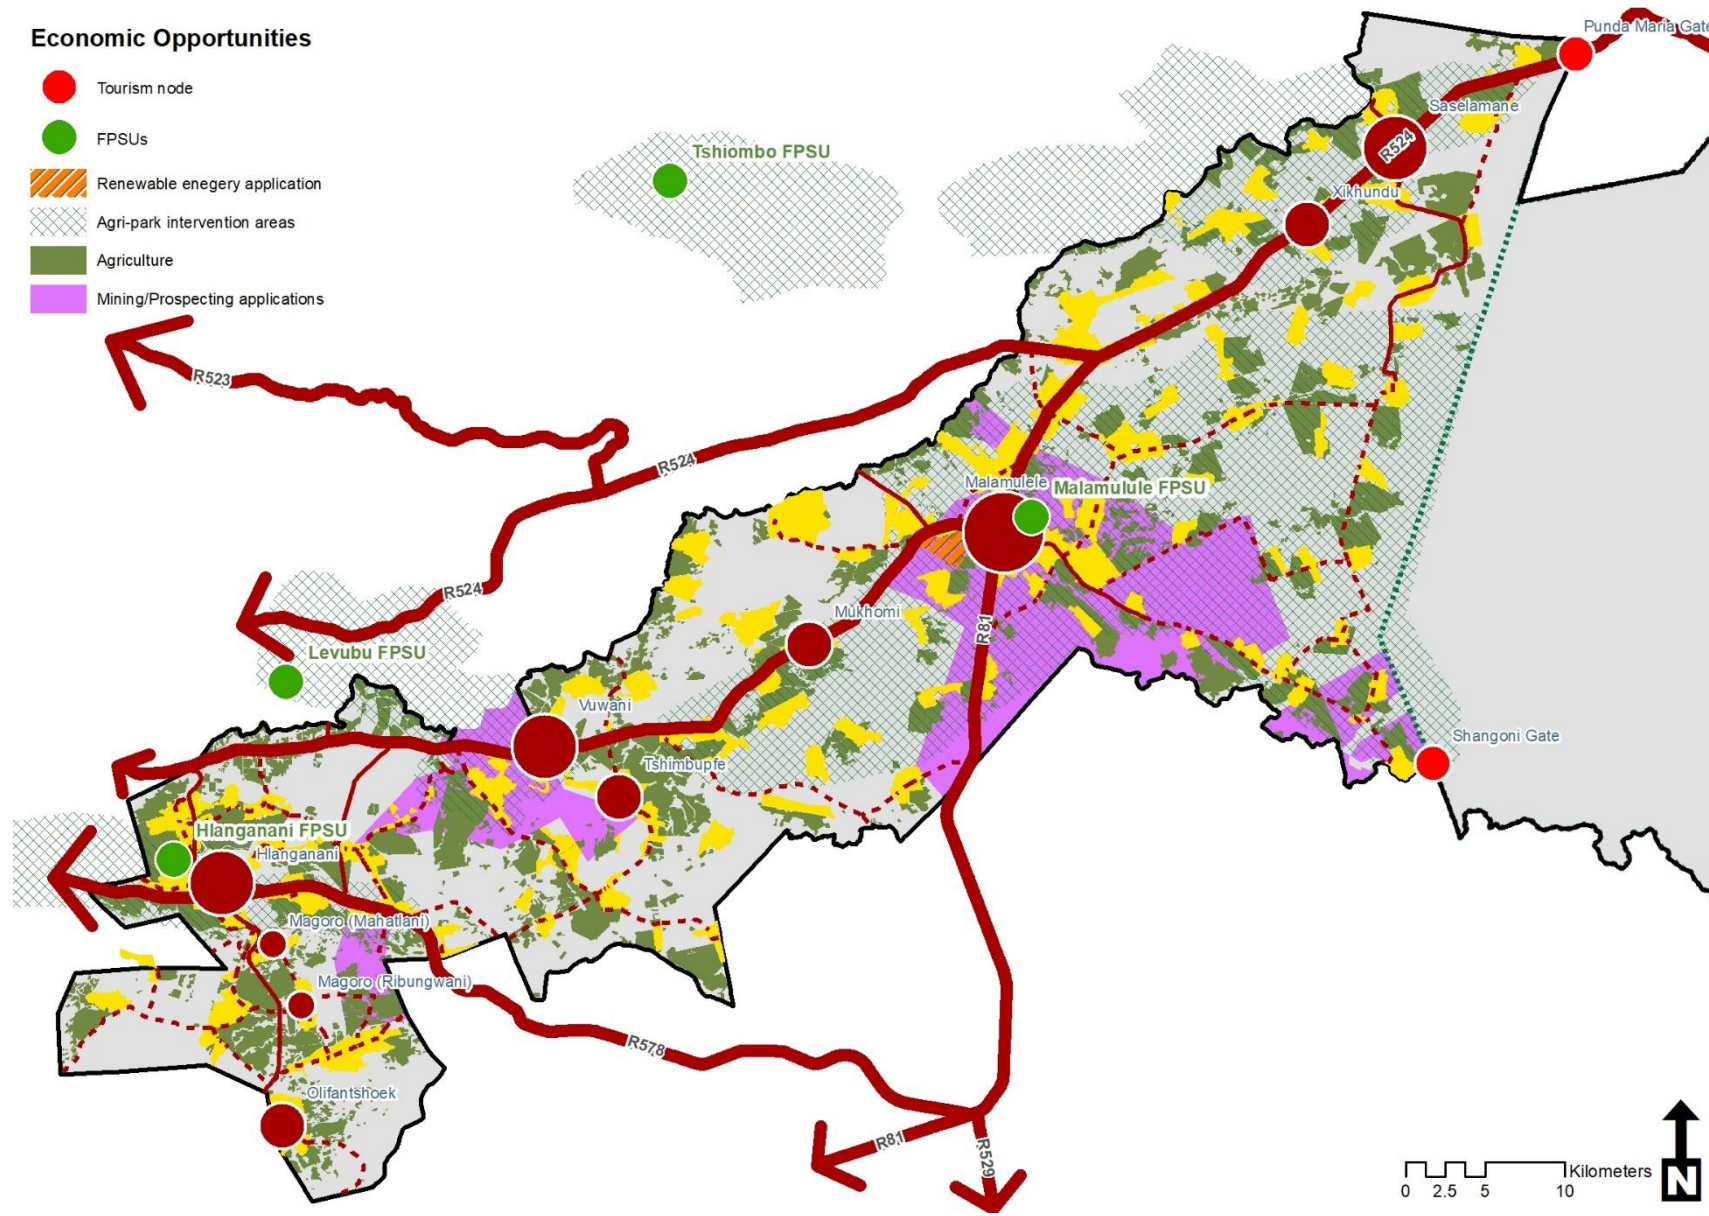 Economic Opportunities
Tourism node
FPSUs
Renewable enegery application
Agri-park intervention areas
Agriculture
Mining/Prospecting applications
Punda Maria Gate
Saselamane
R524
Xikhundu
Tshiombo FPSU
R523
R524
Malamulele
Malamulule FPSU
R524
Mukhomi
R81
Levubu FPSU
Vuwani
Shangoni Gate
Tshimbupfe
Hlanganani FPSU
Hlanganani
Magoro (Mahatlani)
Magoro (Ribungwani)
R578
Olifantshoek
R81
R529
Kilometers
0 2.5 5 10
N